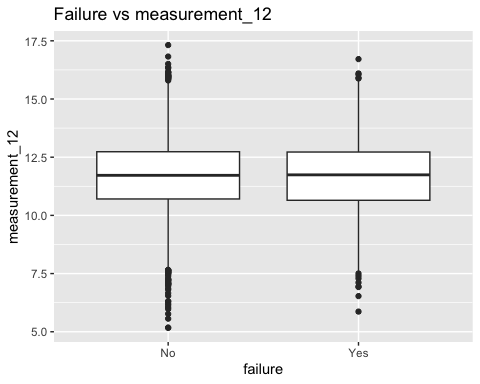 Failure vs measurement_12
17.5
15.0
12.5
10.0
7.5
5.0
measurement_12
No Yes
failure